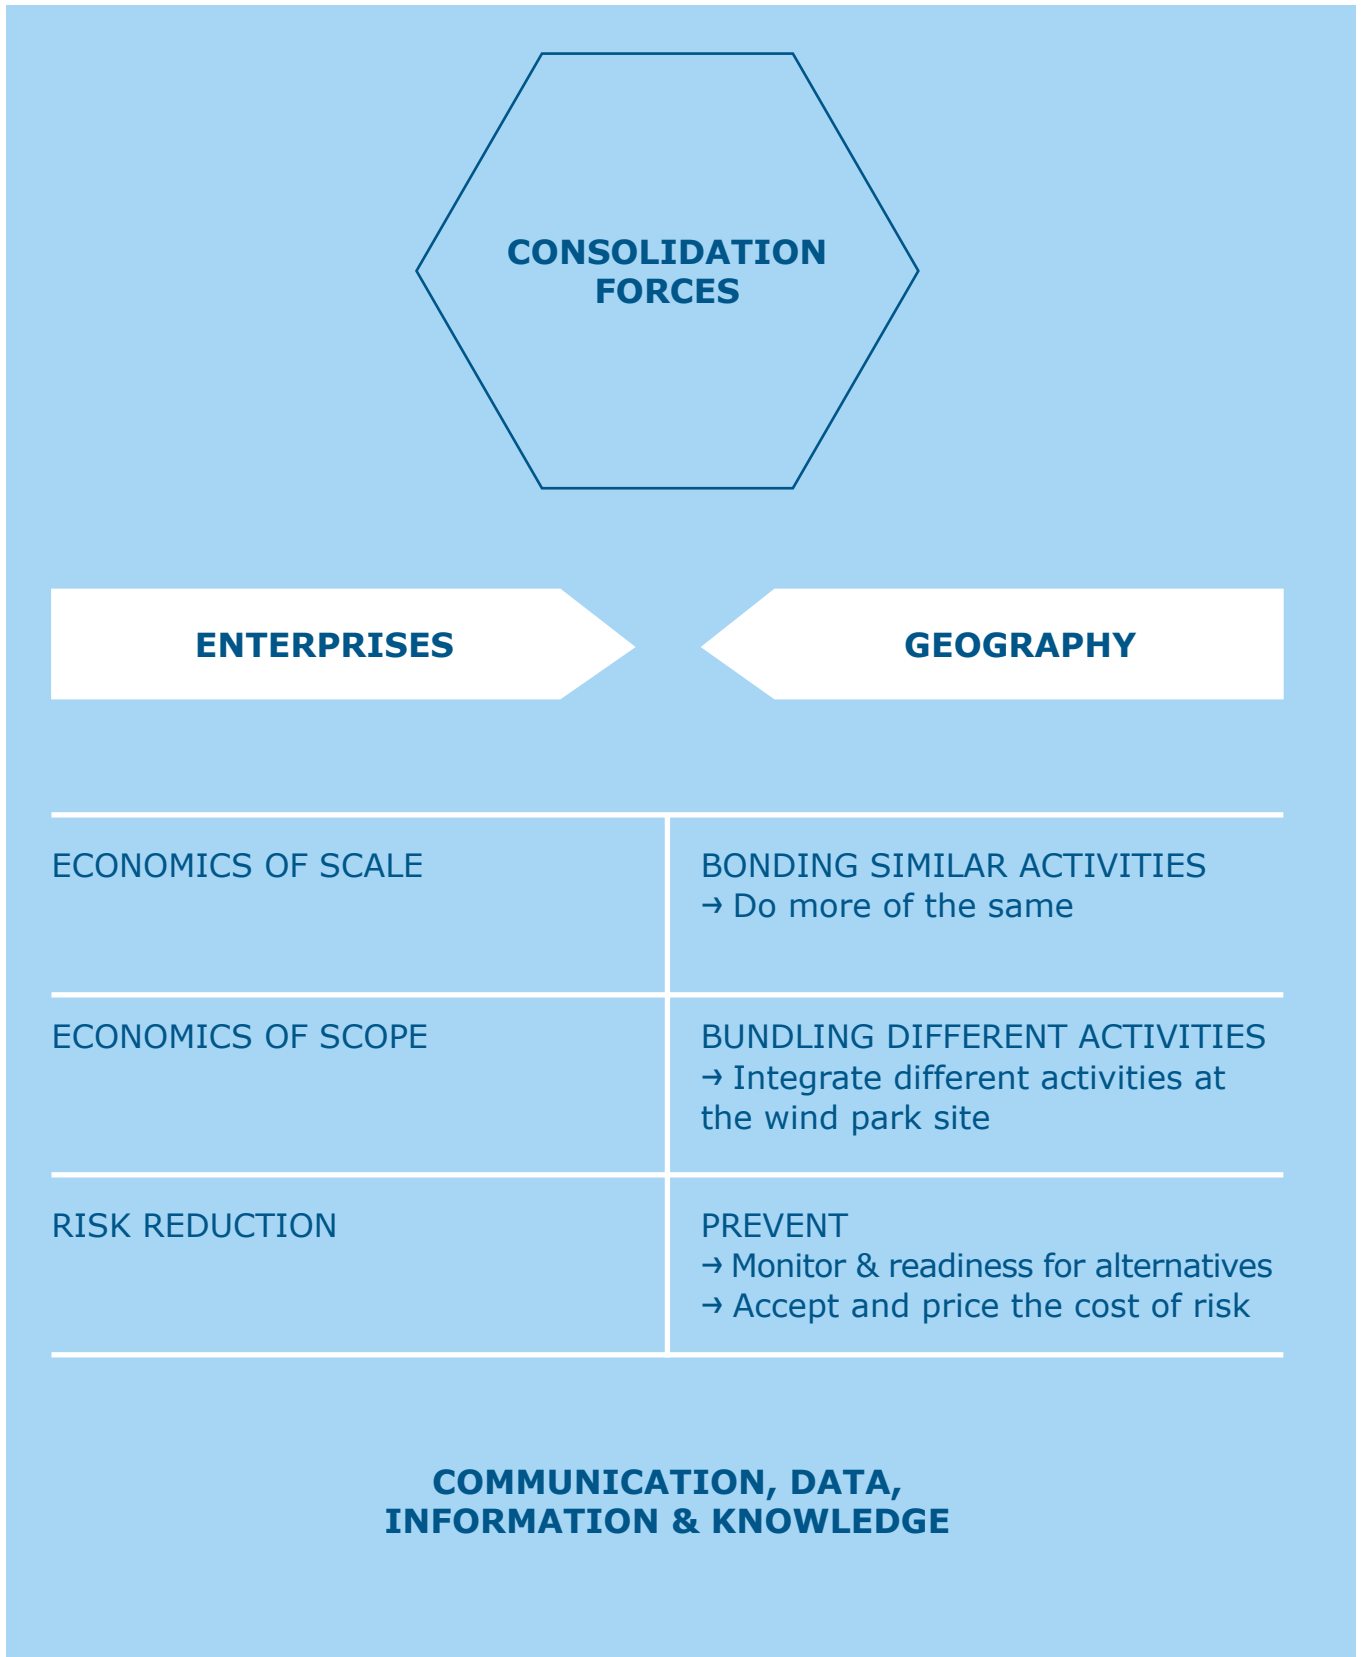 CONSOLIDATION
FORCES
ENTERPRISES
GEOGRAPHY
ECONOMICS OF SCALE
BONDING SIMILAR ACTIVITIES
→ Do more of the same
ECONOMICS OF SCOPE
BUNDLING DIFFERENT ACTIVITIES
→ Integrate different activities at
the wind park site
RISK REDUCTION
PREVENT
→ Monitor & readiness for alternatives
→ Accept and price the cost of risk
COMMUNICATION, DATA,
INFORMATION & KNOWLEDGE